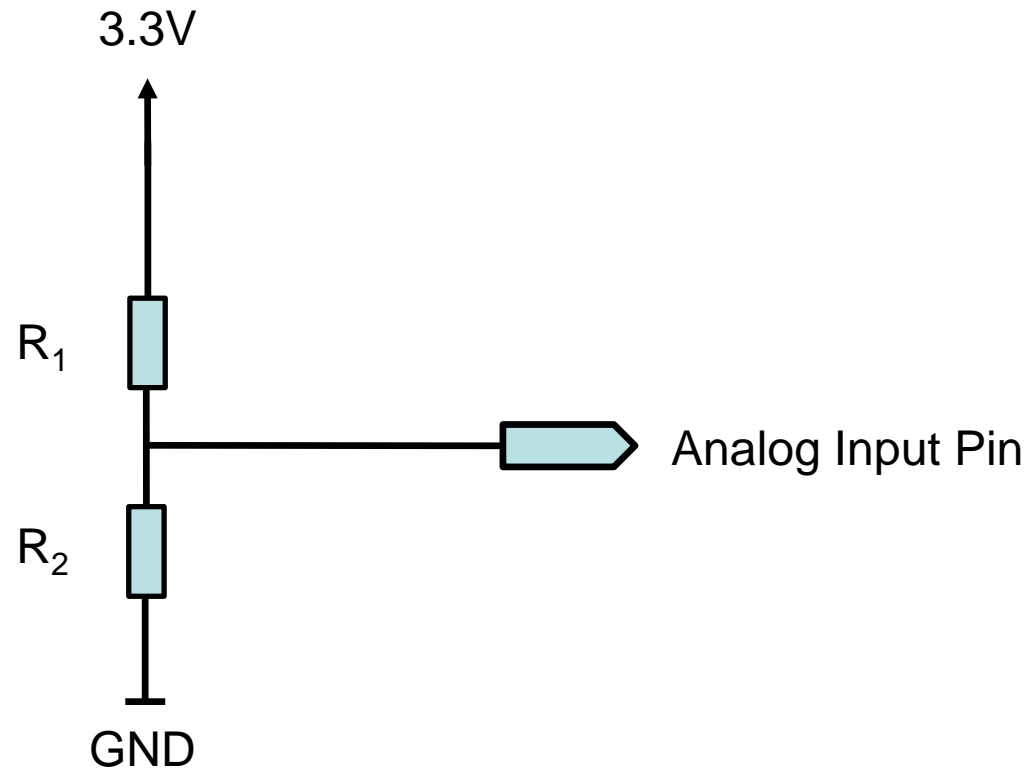 3.3V
R₁
Analog Input Pin
R₂
GND